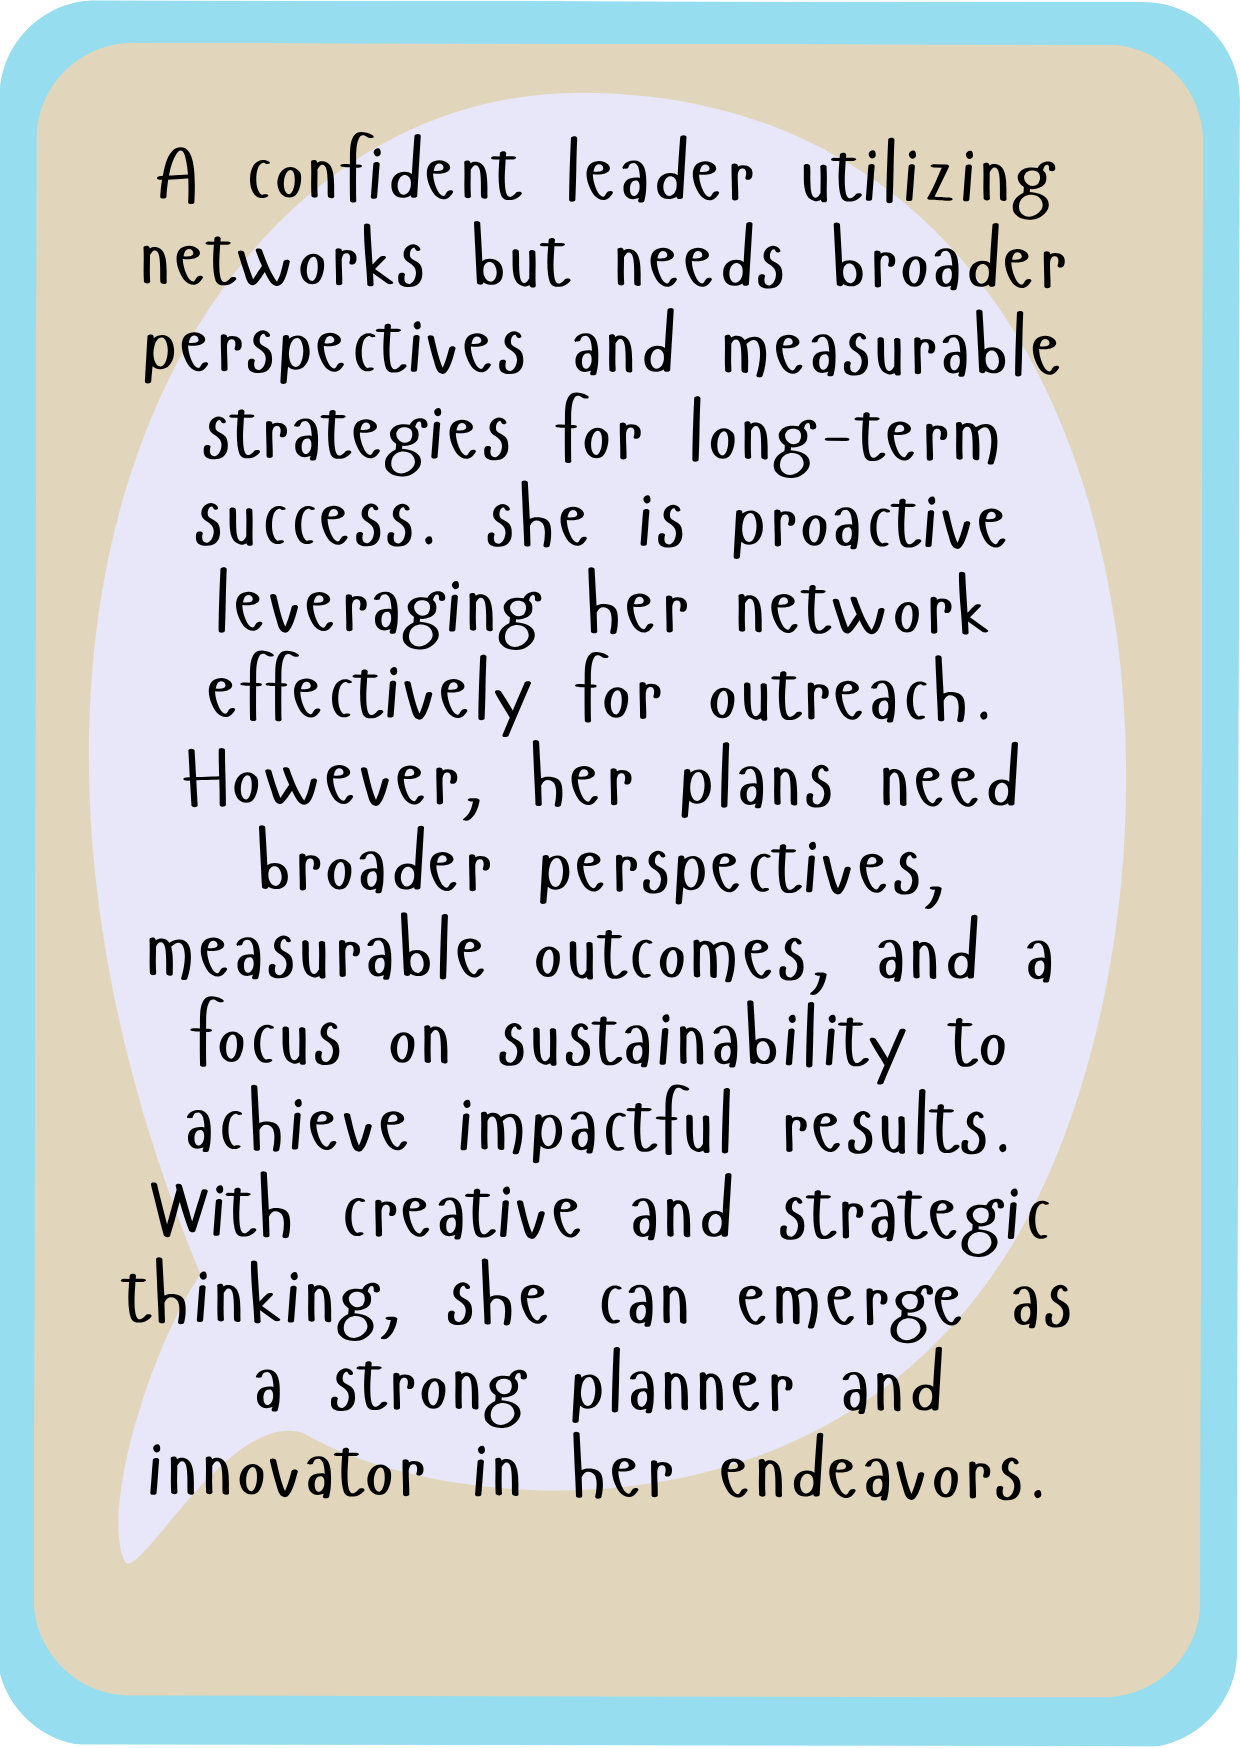 A confident leader utilizing
networks but needs broader
perspectives and measurable
strategies for long-term
success. she is proactive
leveraging her network
effectively for outreach.
However, her plans need
broader perspectives,
measurable outcomes, and a
focus on sustainability to
achieve impactful results.
With creative and strategic
thinking, she can emerge as
a strong planner and
innovator in her endeavors.